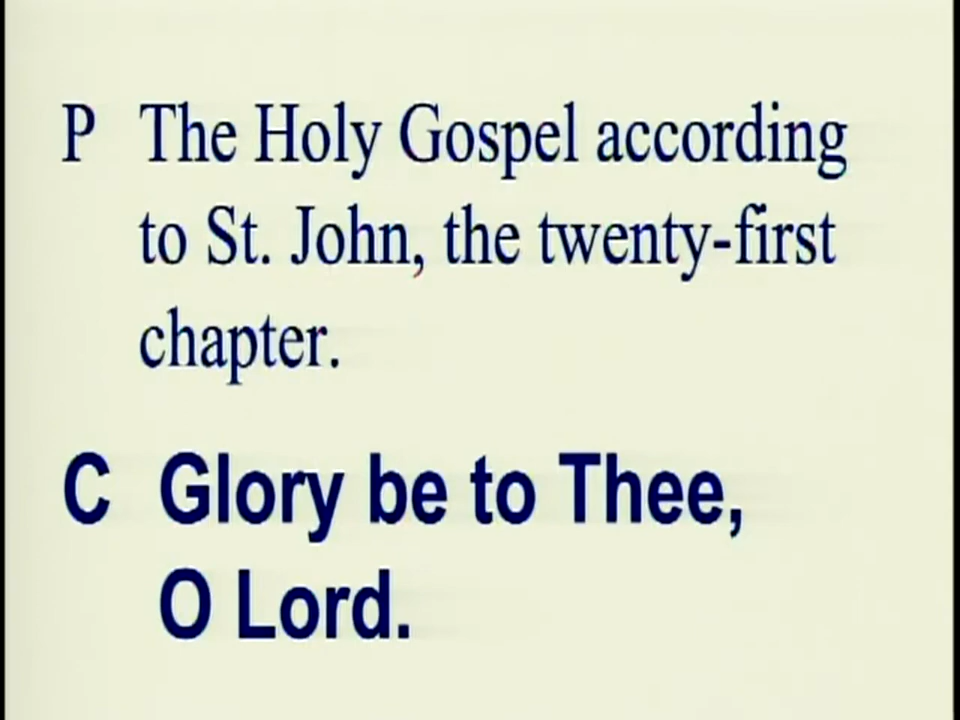 P The Holy Gospel according
to St. John, the twenty-first
chapter.
C Glory be to Thee,
O Lord.